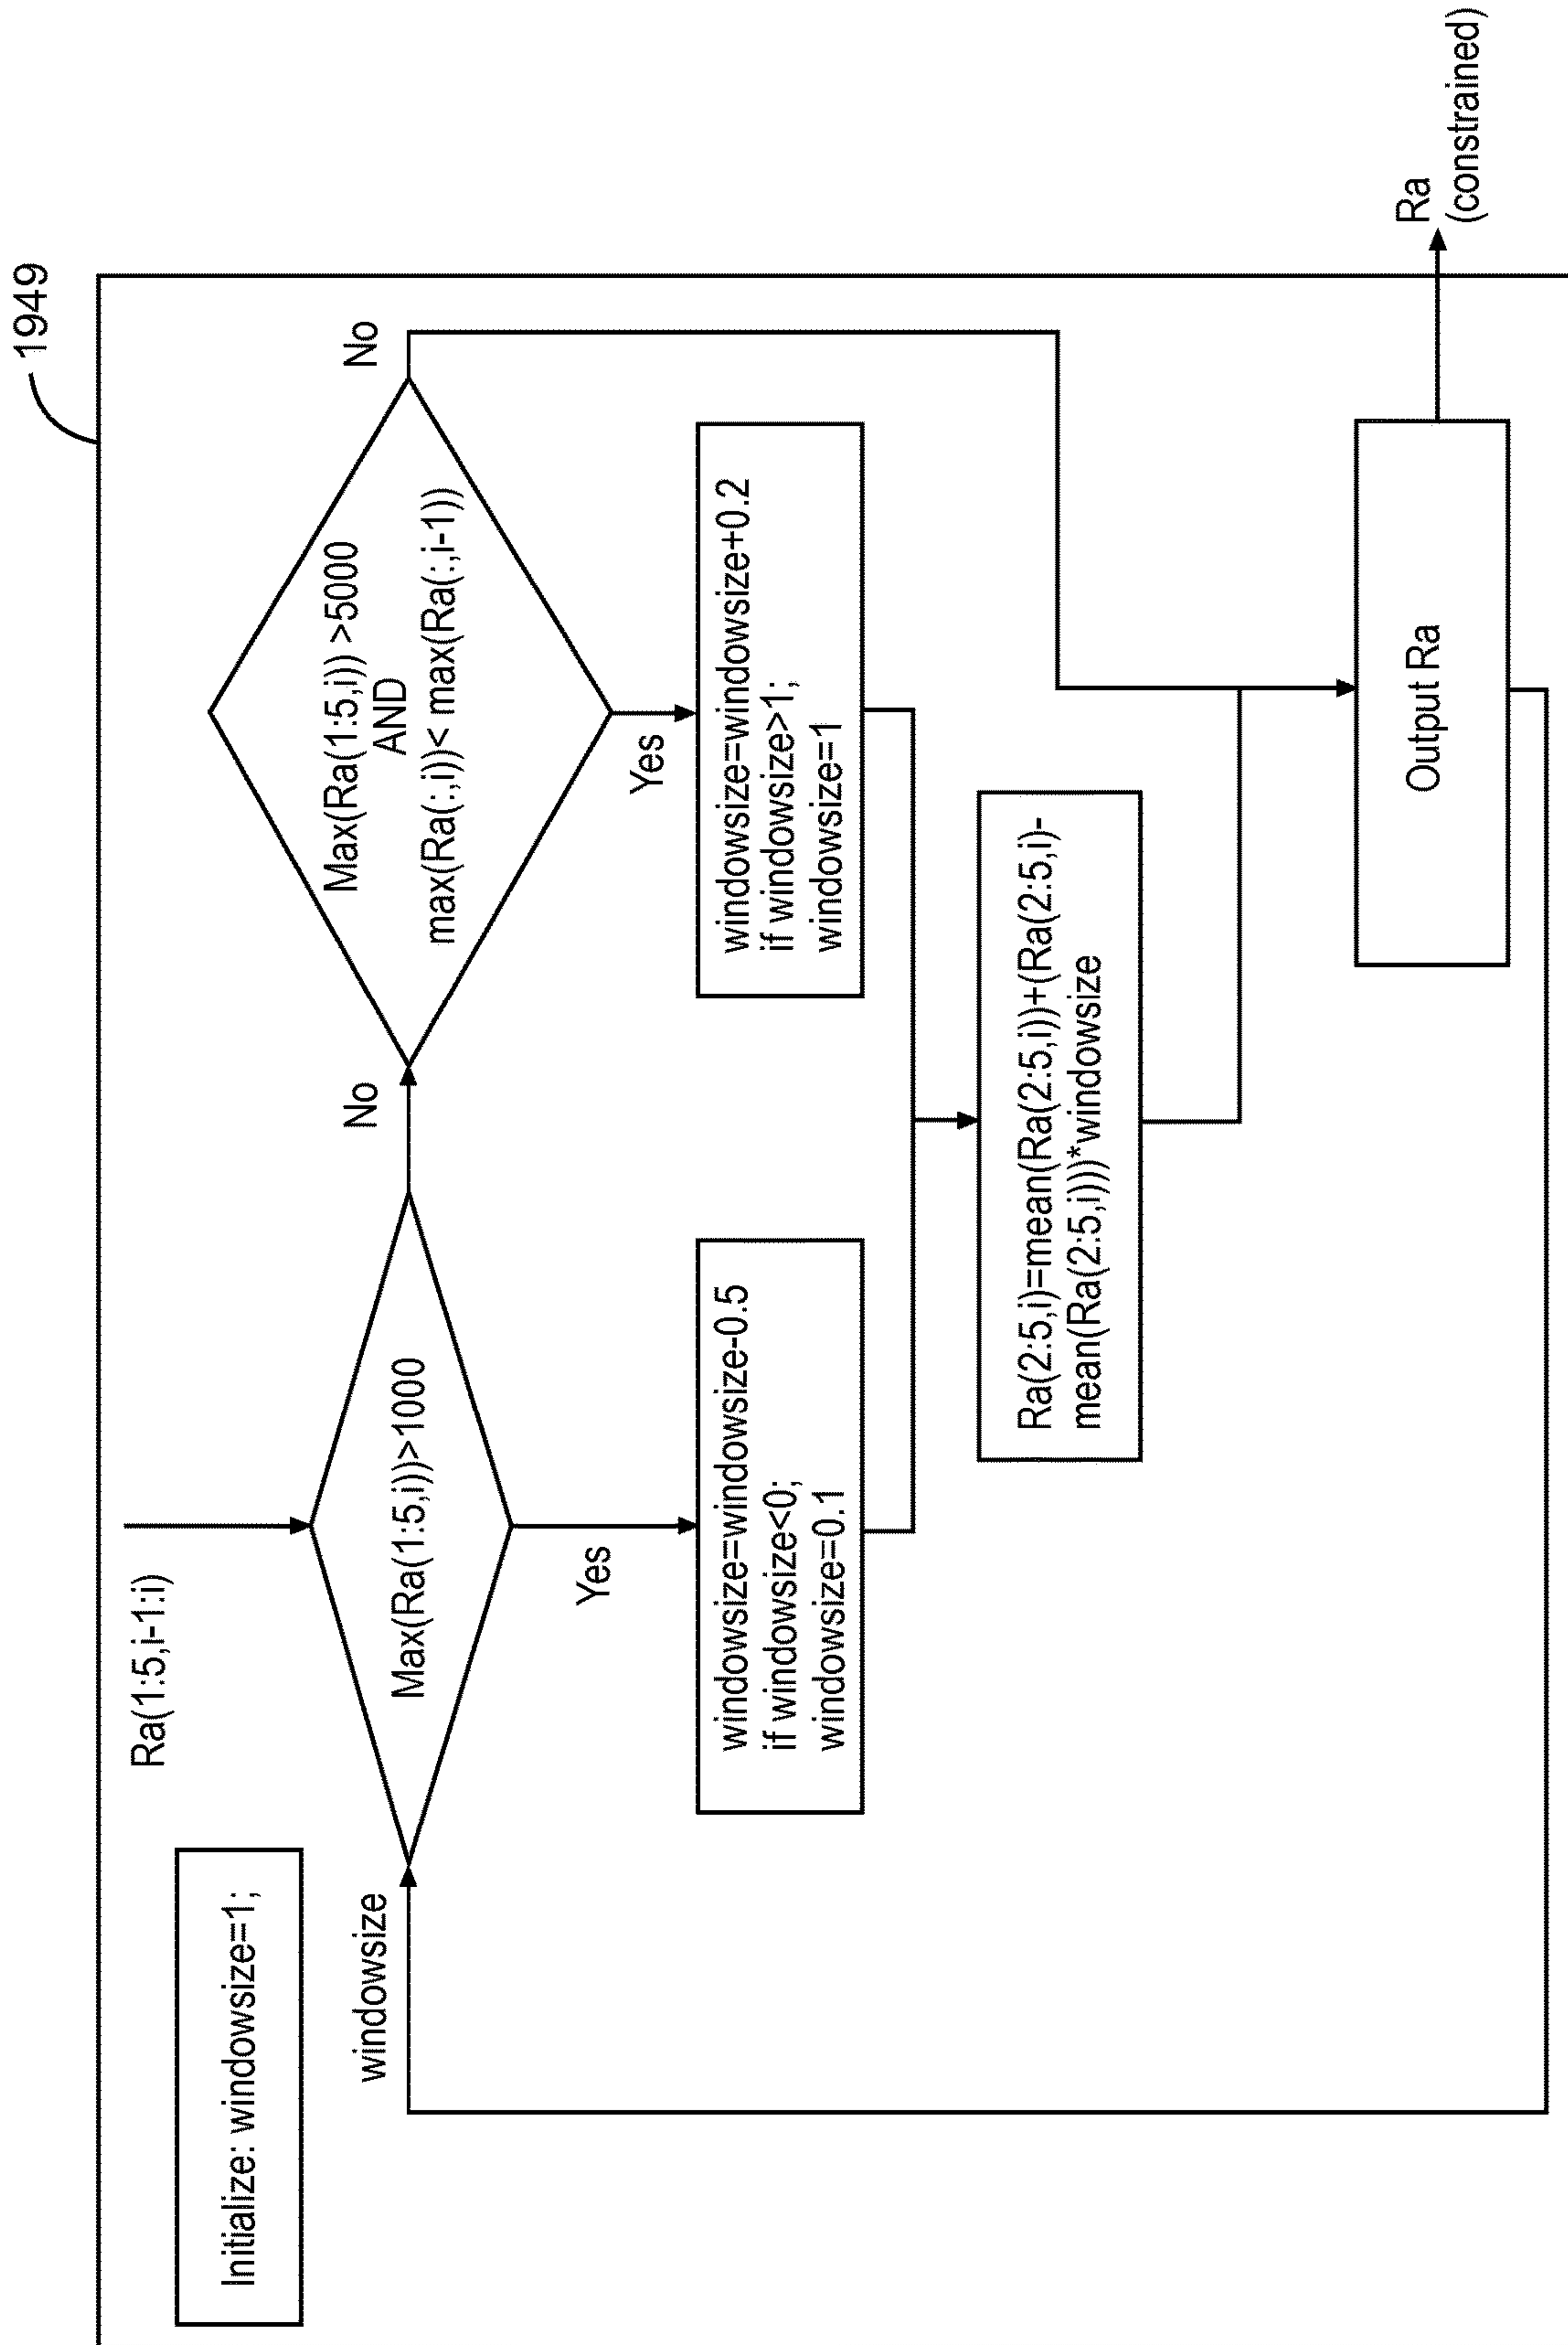 1949
Initialize: windowsize=1;
Ra(1:5,i-1:i)
windowsize
Max(Ra(1:5,i))>1000
No
Max(Ra(1:5,i)) >5000
AND
max(Ra(:,i))< max(Ra(:,i-1))
No
Yes
windowsize=windowsize-0.5
if windowsize<0;
windowsize=0.1
Yes
windowsize=windowsize+0.2
if windowsize>1;
windowsize=1
Ra(2:5,i)=mean(Ra(2:5,i))+(Ra(2:5,i)-
mean(Ra(2:5,i)))*windowsize
Output Ra
Ra
(constrained)